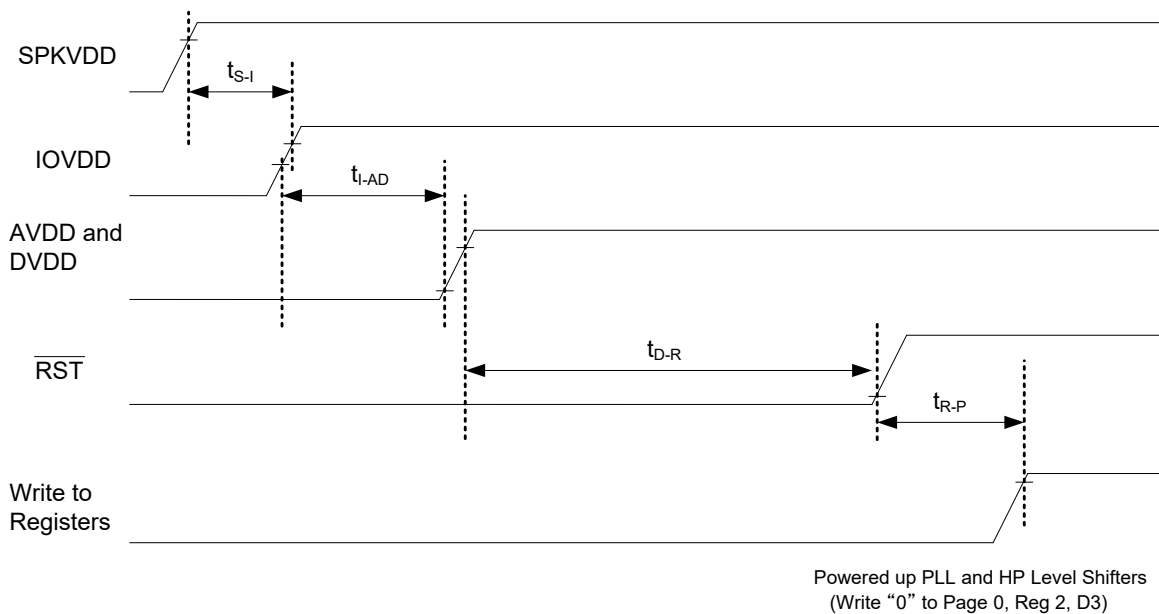 SPKVDD
tS-I
IOVDD
tI-AD
AVDD and
DVDD
tD-R
RST
tR-P
Write to
Registers
Powered up PLL and HP Level Shifters
(Write “0” to Page 0, Reg 2, D3)